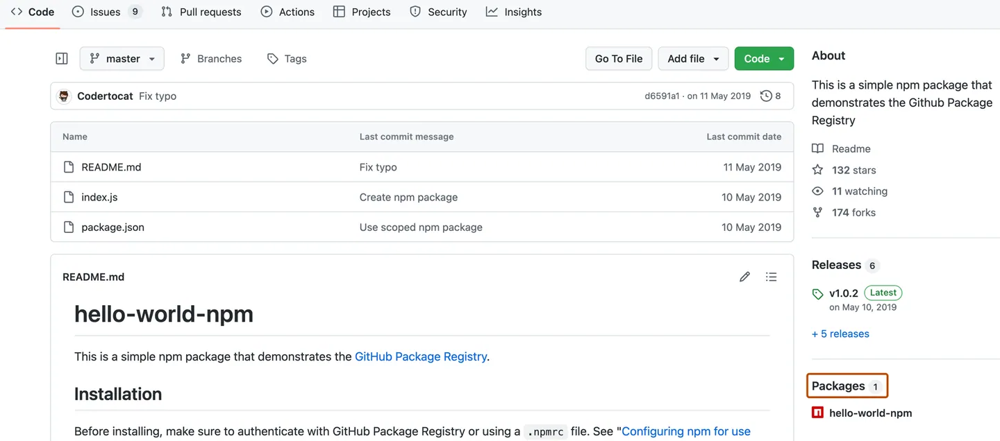 Code Issues 9 Pull requests Actions Projects Security Insights
master Branches Tags Go To File Add file Code
Codertocat Fix typo d6591a1 · on 11 May 2019 8
Name Last commit message Last commit date
README.md Fix typo 11 May 2019
index.js Create npm package 10 May 2019
package.json Use scoped npm package 10 May 2019
README.md
hello-world-npm
This is a simple npm package that demonstrates the GitHub Package Registry.
Installation
Before installing, make sure to authenticate with GitHub Package Registry or using a .npmrc file. See "Configuring npm for use
About
This is a simple npm package that
demonstrates the Github Package
Registry
Readme
132 stars
11 watching
174 forks
Releases 6
v1.0.2 Latest
on May 10, 2019
+ 5 releases
Packages 1
hello-world-npm